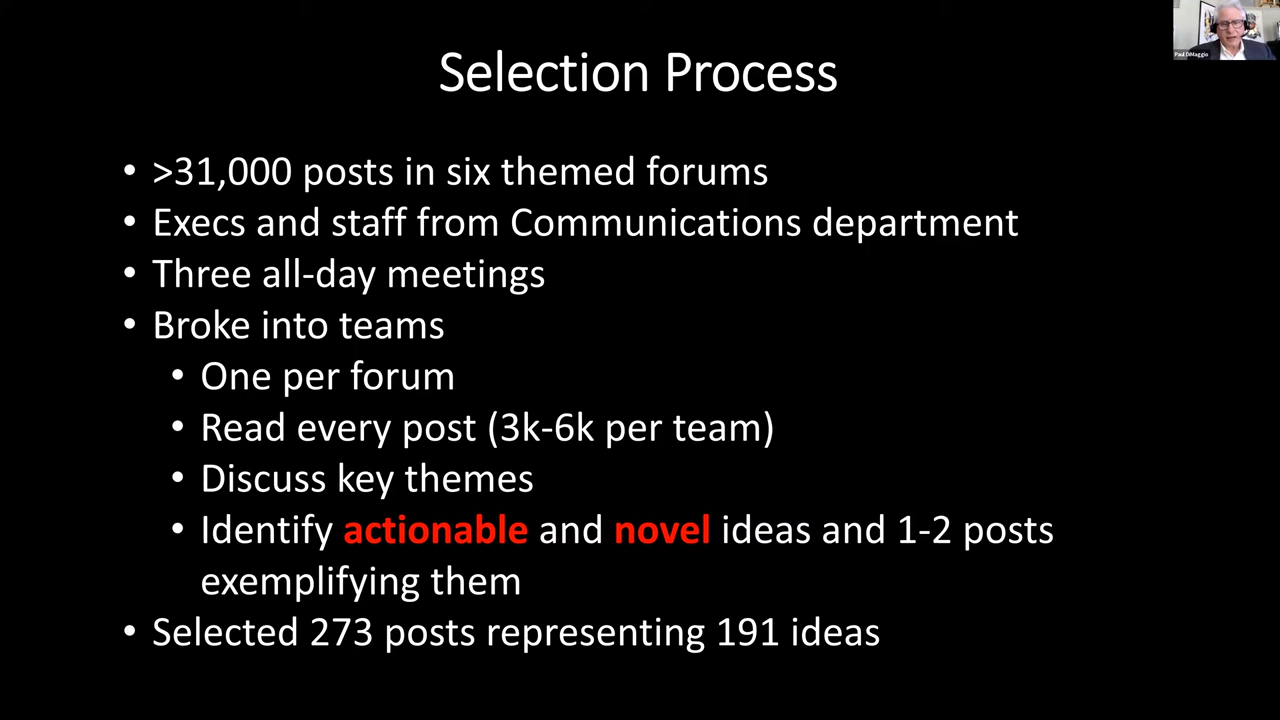 Selection Process
Paul DiMaggio
• >31,000 posts in six themed forums
• Execs and staff from Communications department
• Three all-day meetings
• Broke into teams
• One per forum
• Read every post (3k-6k per team)
• Discuss key themes
• Identify actionable and novel ideas and 1-2 posts
exemplifying them
• Selected 273 posts representing 191 ideas